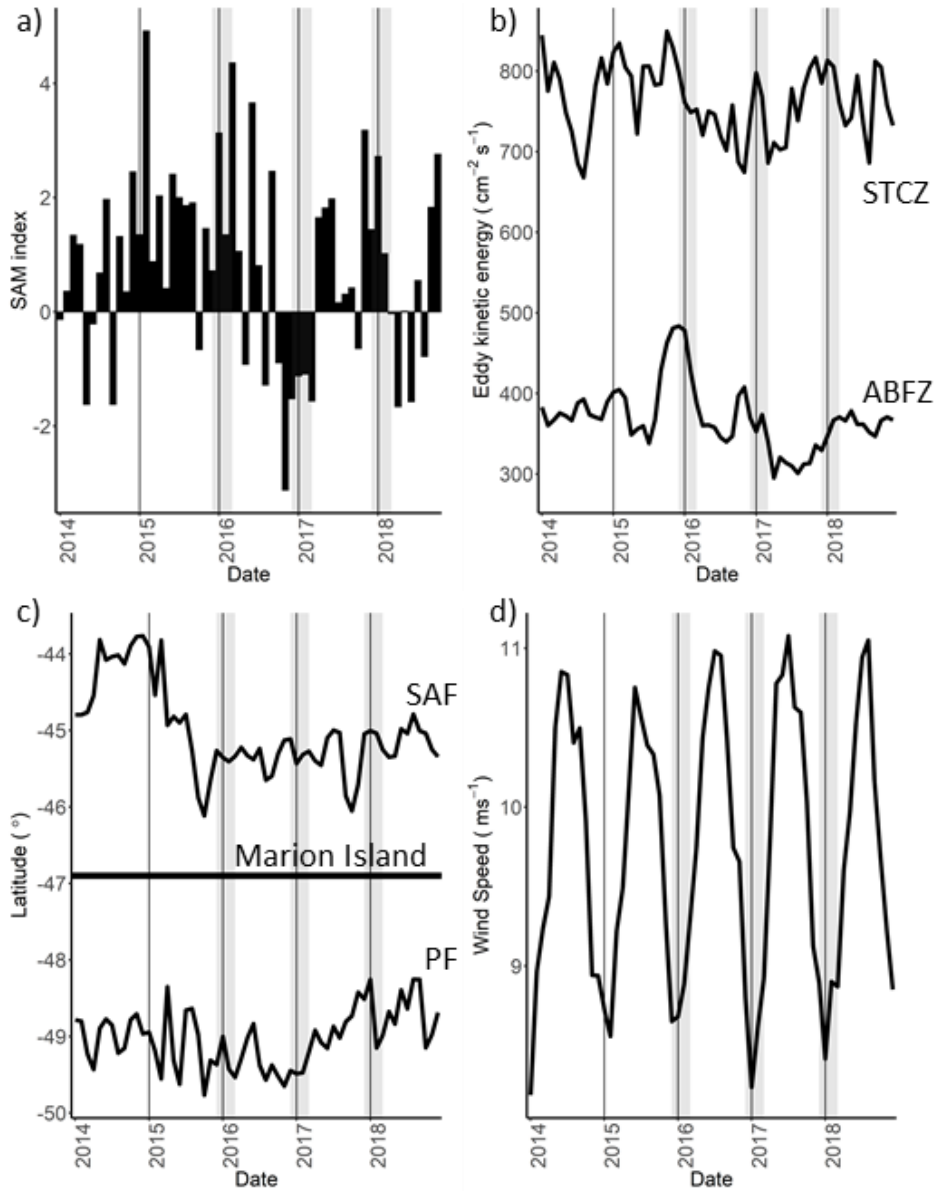 a)
SAM index
4
2
0
-2
2014
2015
2016
2017
2018
Date
b)
Eddy kinetic energy ( cm⁻² s⁻¹)
800
700
600
500
400
300
STCZ
ABFZ
2014
2015
2016
2017
2018
Date
c)
Latitude ( °)
-44
-45
-46
-47
-48
-49
-50
SAF
Marion Island
PF
2014
2015
2016
2017
2018
Date
d)
Wind Speed ( ms⁻¹)
11
10
9
2014
2015
2016
2017
2018
Date